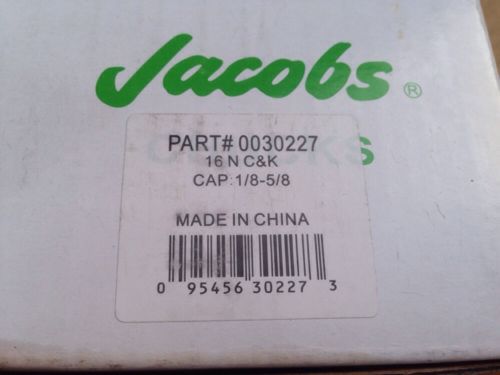 Jacobs®
PART# 0030227
16 N C&K
CAP:1/8-5/8
MADE IN CHINA
0 95456 30227 3